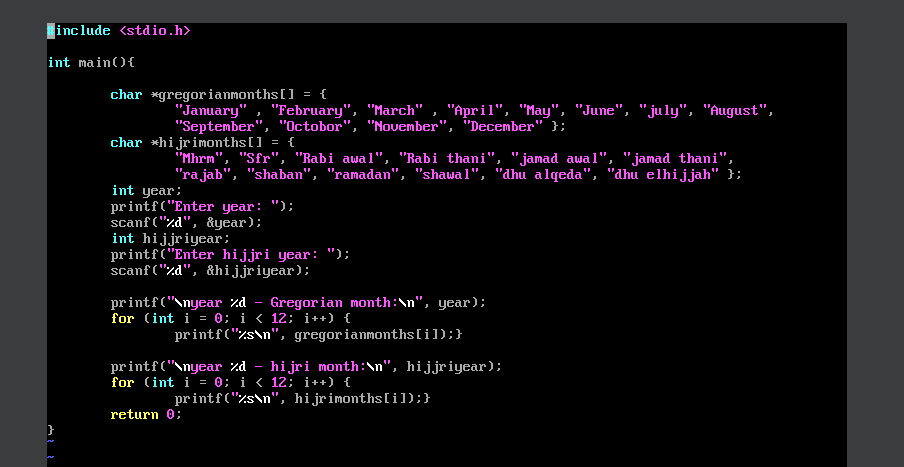 #include <stdio.h>
int main(){
char *gregorianmonths[] = {
"January" , "February", "March" , "April", "May", "June", "july", "August",
"September", "Octobor", "November", "December" };
char *hijrimonths[] = {
"Mhrm", "Sfr", "Rabi awal", "Rabi thani", "jamad awal", "jamad thani",
"rajab", "shaban", "ramadan", "shawal", "dhu alqeda", "dhu elhijjah" };
int year;
printf("Enter year: ");
scanf("%d", &year);
int hijjriyear;
printf("Enter hijjri year: ");
scanf("%d", &hijjriyear);
printf("\nyear %d - Gregorian month:\n", year);
for (int i = 0; i < 12; i++) {
printf("%s\n", gregorianmonths[i]);}
printf("\nyear %d - hijri month:\n", hijjriyear);
for (int i = 0; i < 12; i++) {
printf("%s\n", hijrimonths[i]);}
return 0;
}
~
~